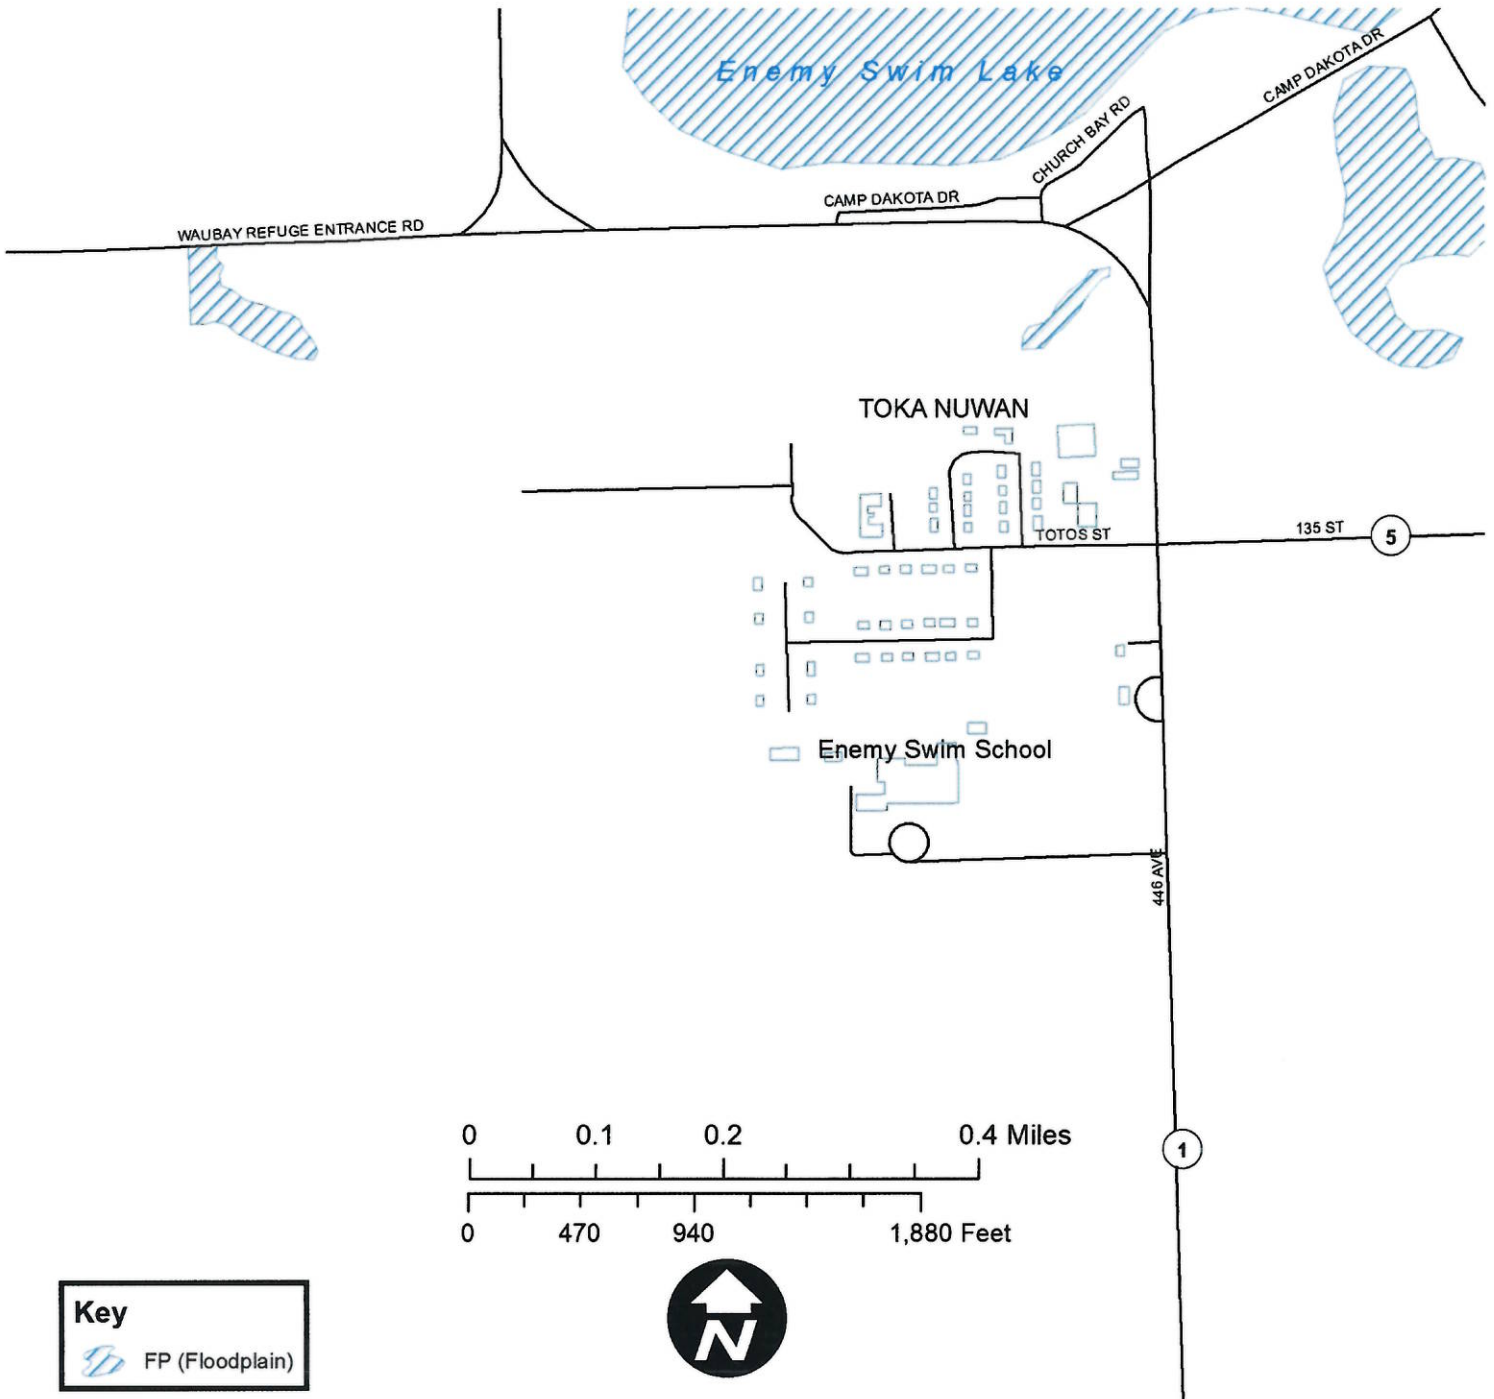 Enemy Swim Lake
CAMP DAKOTA DR
CHURCH BAY RD
CAMP DAKOTA DR
WAUBAY REFUGE ENTRANCE RD
TOKA NUWAN
TOTOS ST
135 ST
5
Enemy Swim School
446 AVE
0 0.1 0.2 0.4 Miles
1
0 470 940 1,880 Feet
N
Key
FP (Floodplain)